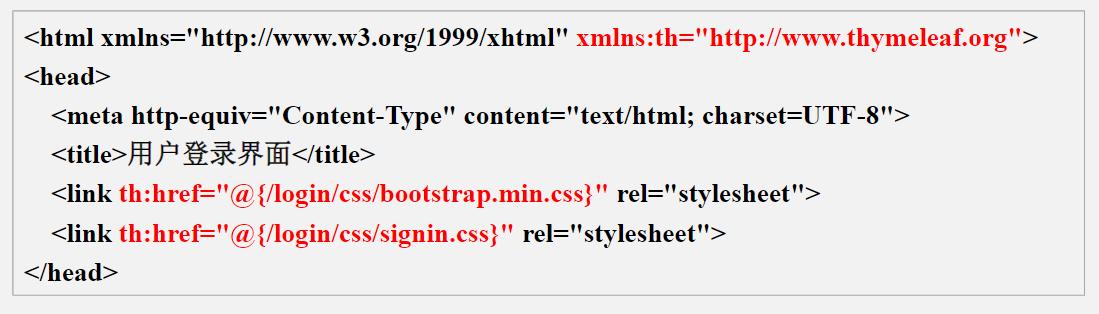 <html xmlns="http://www.w3.org/1999/xhtml" xmlns:th="http://www.thymeleaf.org">
<head>
    <meta http-equiv="Content-Type" content="text/html; charset=UTF-8">
    <title>用户登录界面</title>
    <link th:href="@{/login/css/bootstrap.min.css}" rel="stylesheet">
    <link th:href="@{/login/css/signin.css}" rel="stylesheet">
</head>